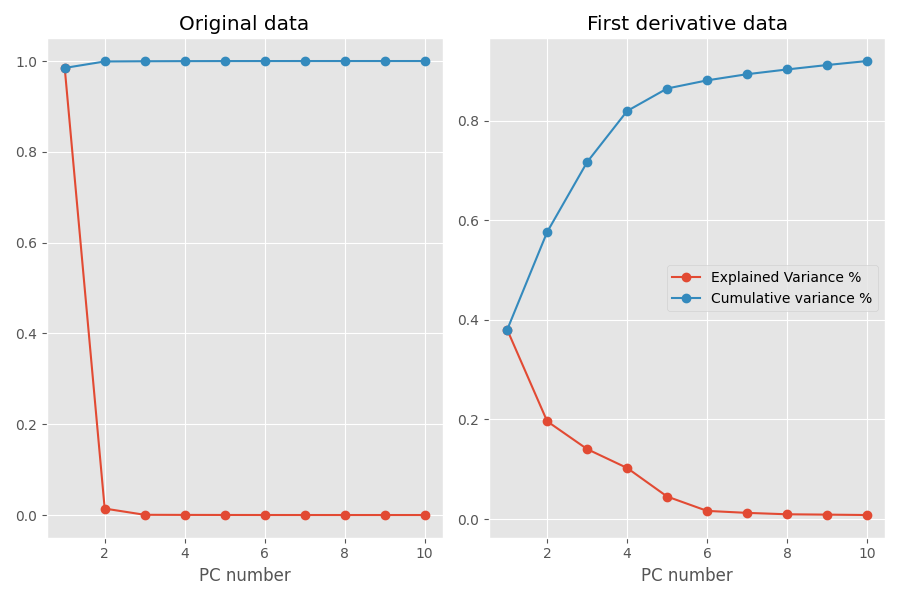 Original data
1.0
0.8
0.6
0.4
0.2
0.0
2 4 6 8 10
PC number
First derivative data
0.8
0.6
0.4
0.2
0.0
Explained Variance %
Cumulative variance %
2 4 6 8 10
PC number